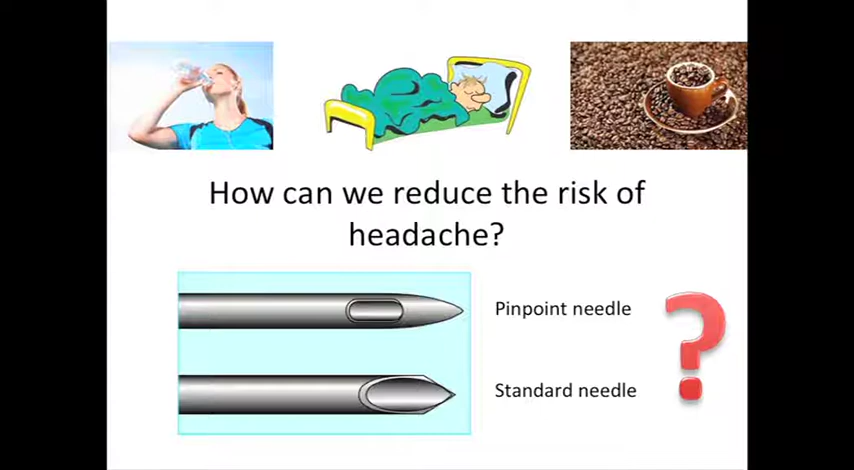 How can we reduce the risk of
headache?
Pinpoint needle
?
Standard needle